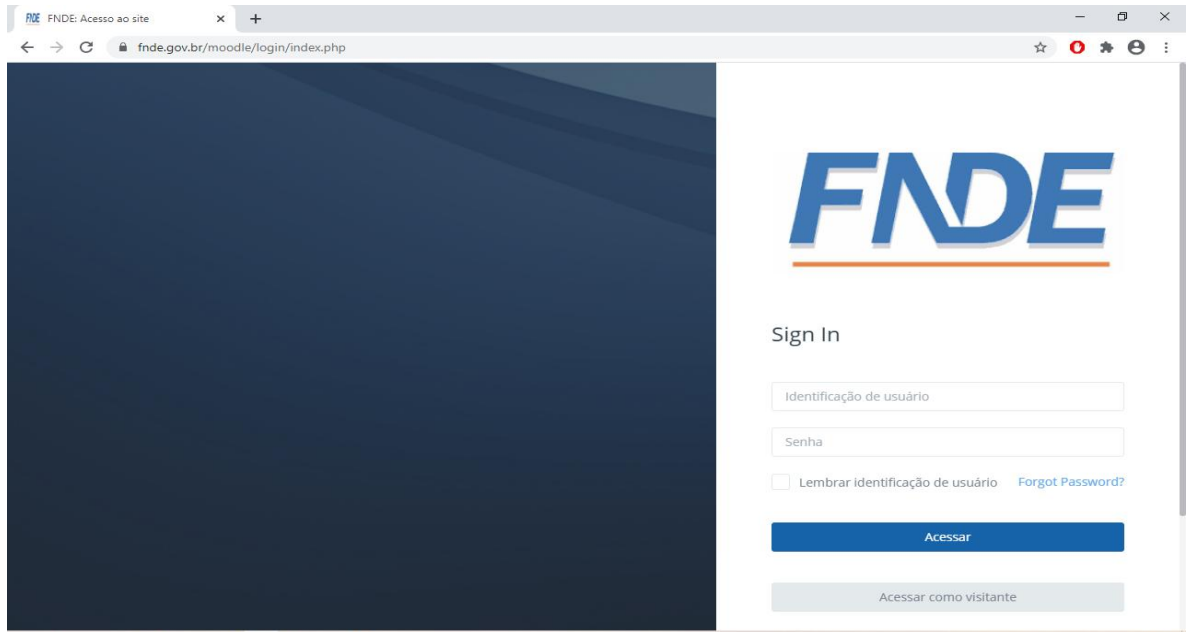 FNDE FNDE: Acesso ao site
fnde.gov.br/moodle/login/index.php
FNDE
Sign In
Identificação de usuário
Senha
Lembrar identificação de usuário Forgot Password?
Acessar
Acessar como visitante